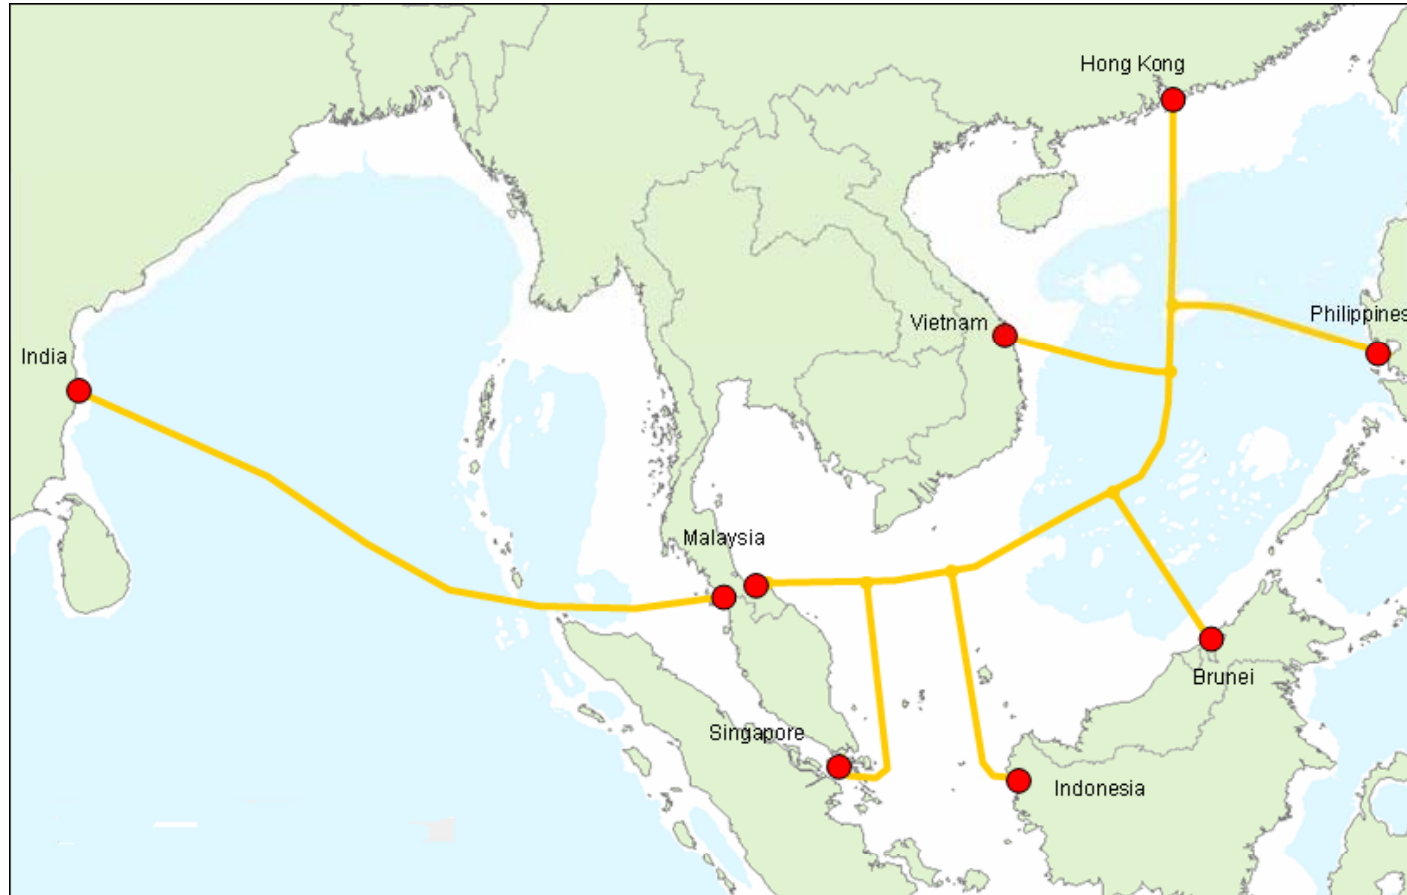 Hong Kong
Philippines
Vietnam
India
Malaysia
Brunei
Singapore
Indonesia